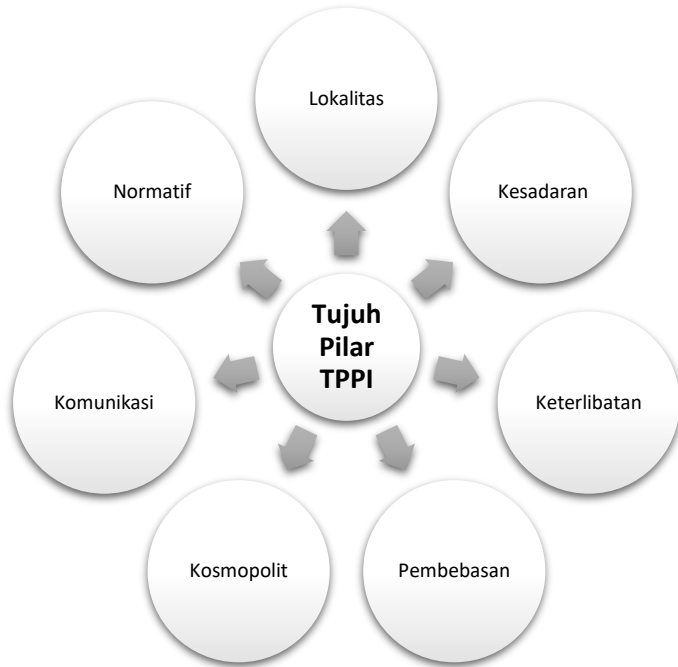 Lokalitas
Kesadaran
Keterlibatan
Pembebasan
Kosmopolit
Komunikasi
Normatif
Tujuh
Pilar
TPPI